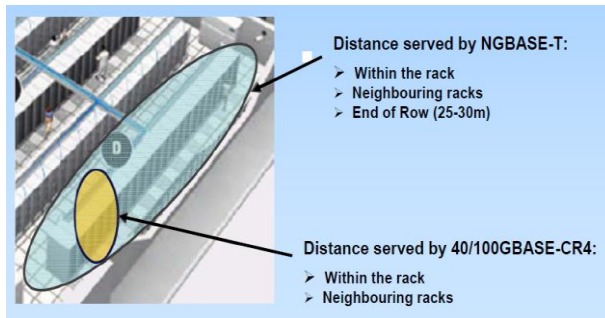 Distance served by NGBASE-T:
➢ Within the rack
➢ Neighbouring racks
➢ End of Row (25-30m)
D
Distance served by 40/100GBASE-CR4:
➢ Within the rack
➢ Neighbouring racks